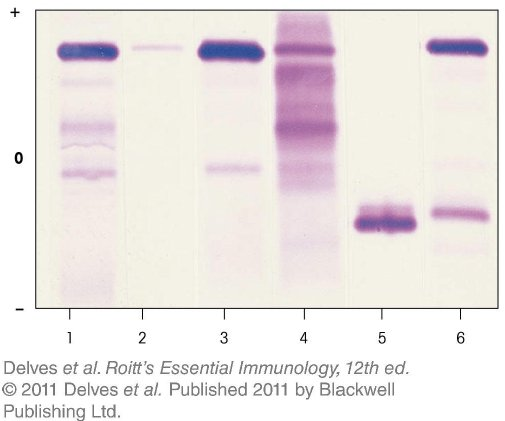 +
0
–
1 2 3 4 5 6
Delves et al. Roitt's Essential Immunology, 12th ed.
© 2011 Delves et al. Published 2011 by Blackwell
Publishing Ltd.